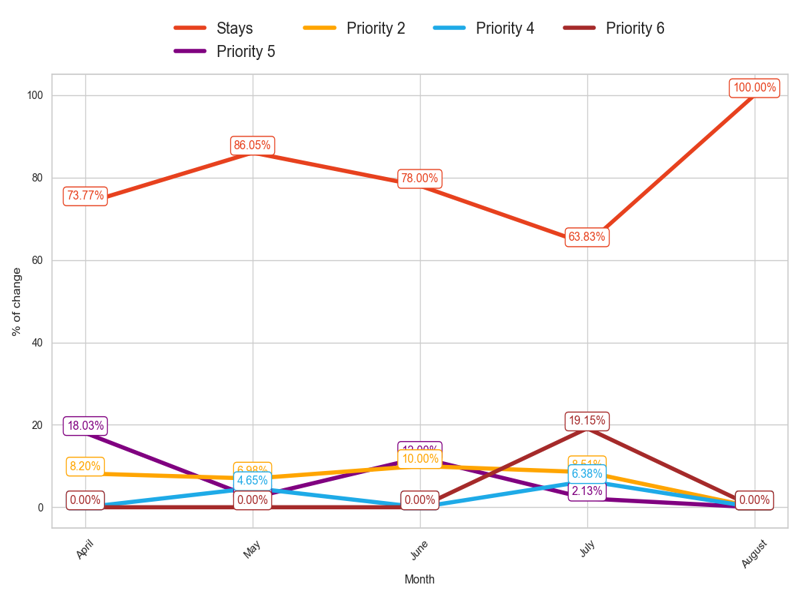 Stays Priority 2 Priority 4 Priority 6
Priority 5
100
80
60
40
20
0
% of change
73.77%
86.05%
78.00%
63.83%
100.00%
18.03%
8.20%
0.00%
6.98%
4.65%
0.00%
10.00%
0.00%
19.15%
6.38%
2.13%
0.00%
April
May
June
July
August
Month